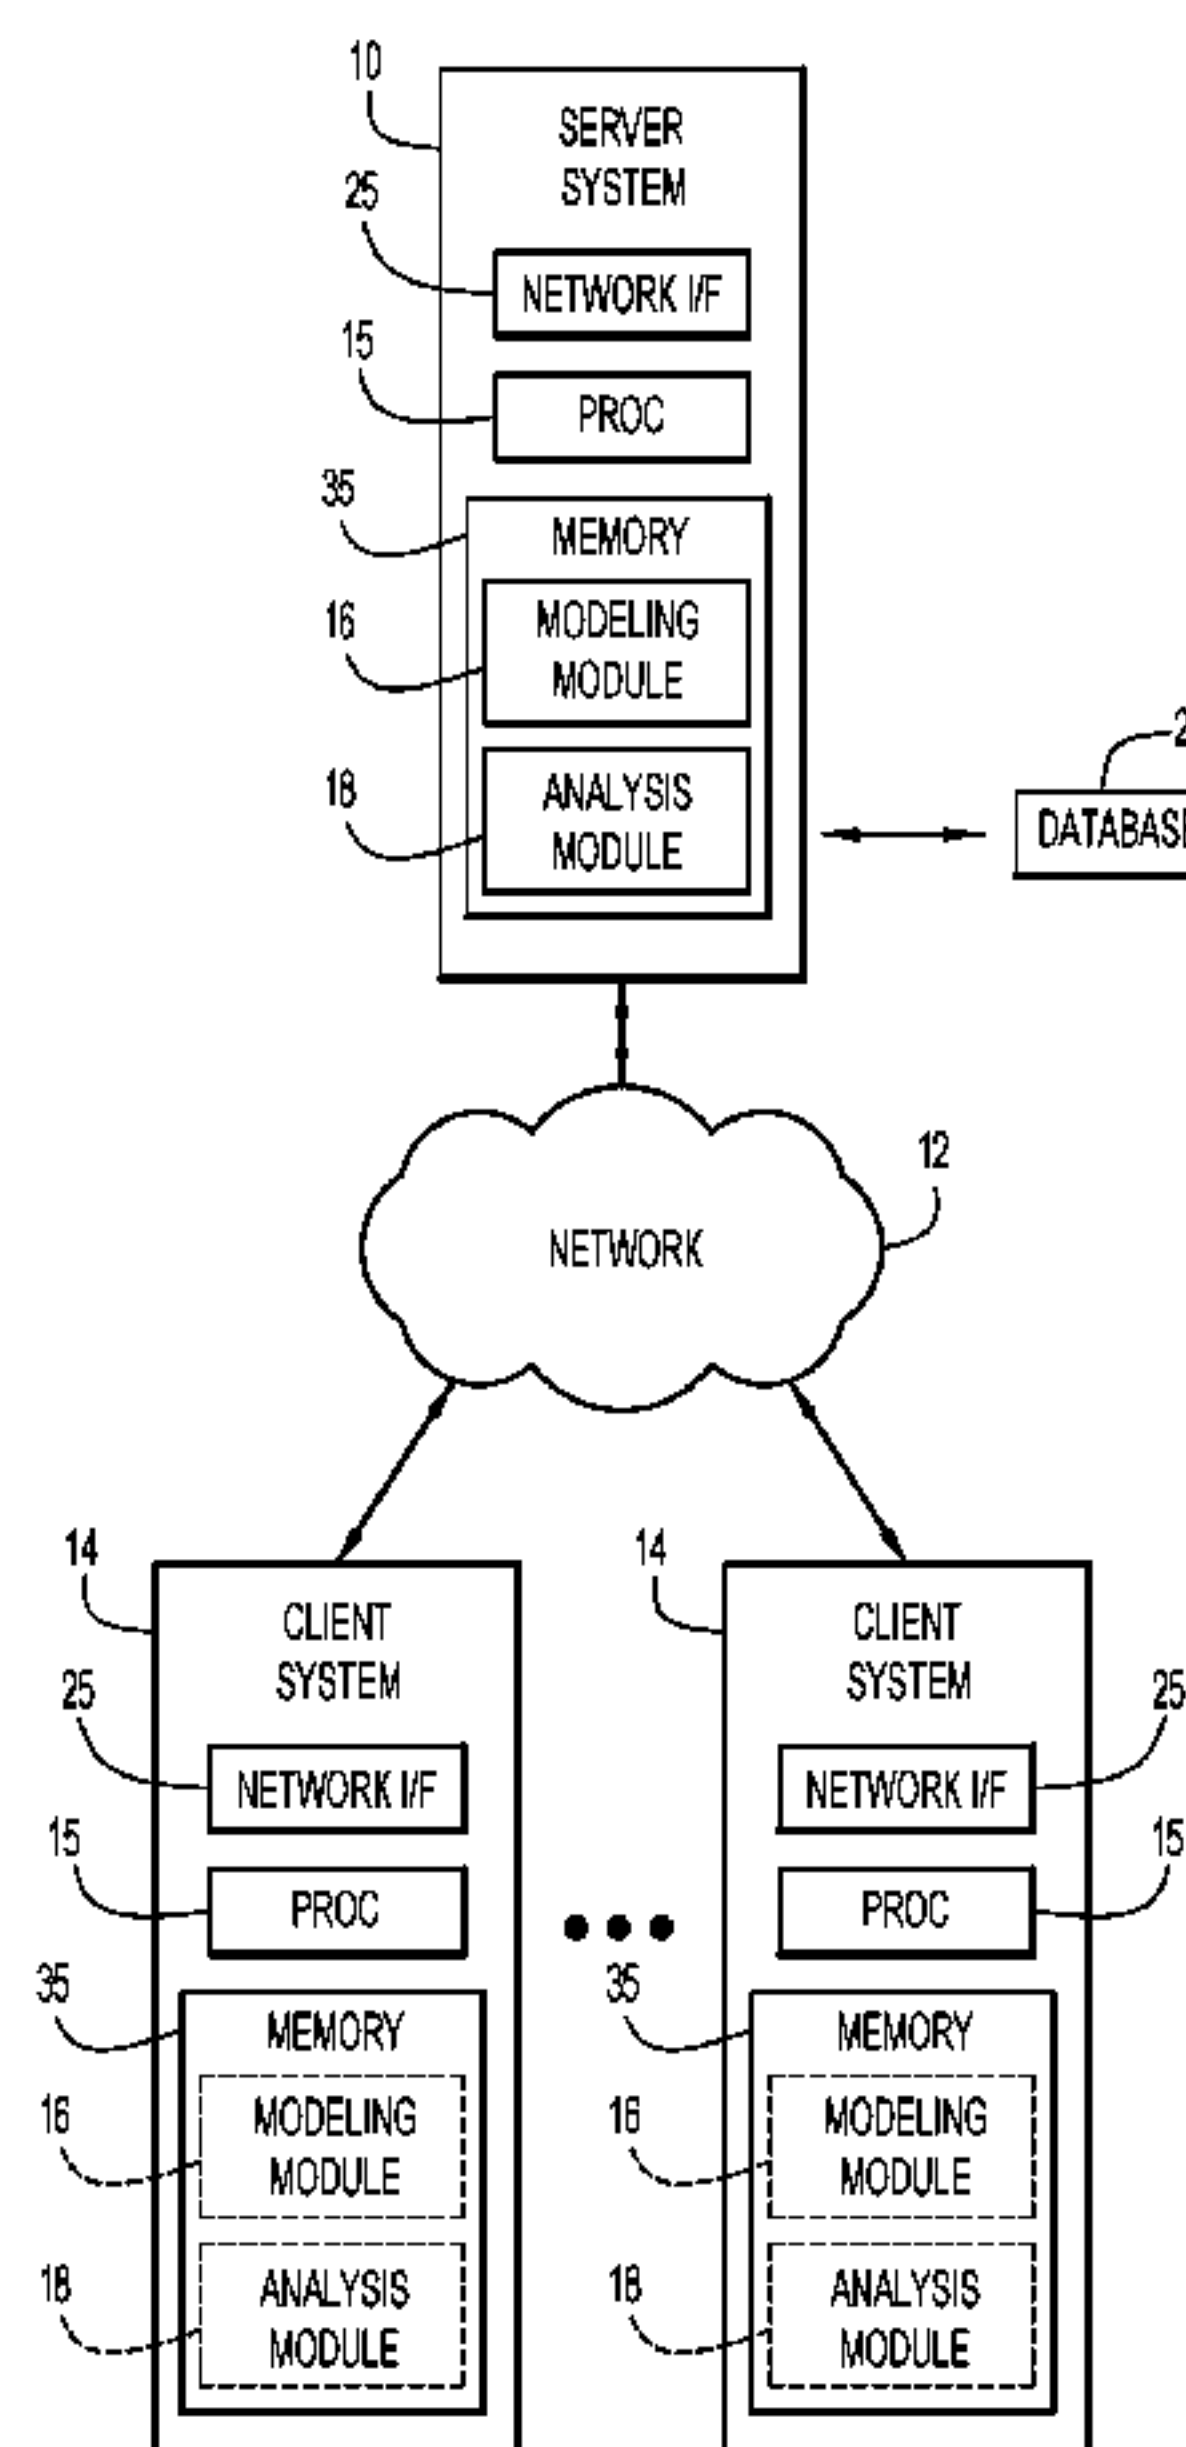 10
SERVER
SYSTEM
25
NETWORK I/F
15
PROC
35
MEMORY
16
MODELING
MODULE
18
ANALYSIS
MODULE
12
NETWORK
14
CLIENT
SYSTEM
25
NETWORK I/F
15
PROC
35
MEMORY
16
MODELING
MODULE
18
ANALYSIS
MODULE
14
CLIENT
SYSTEM
25
NETWORK I/F
15
PROC
35
MEMORY
16
MODELING
MODULE
18
ANALYSIS
MODULE